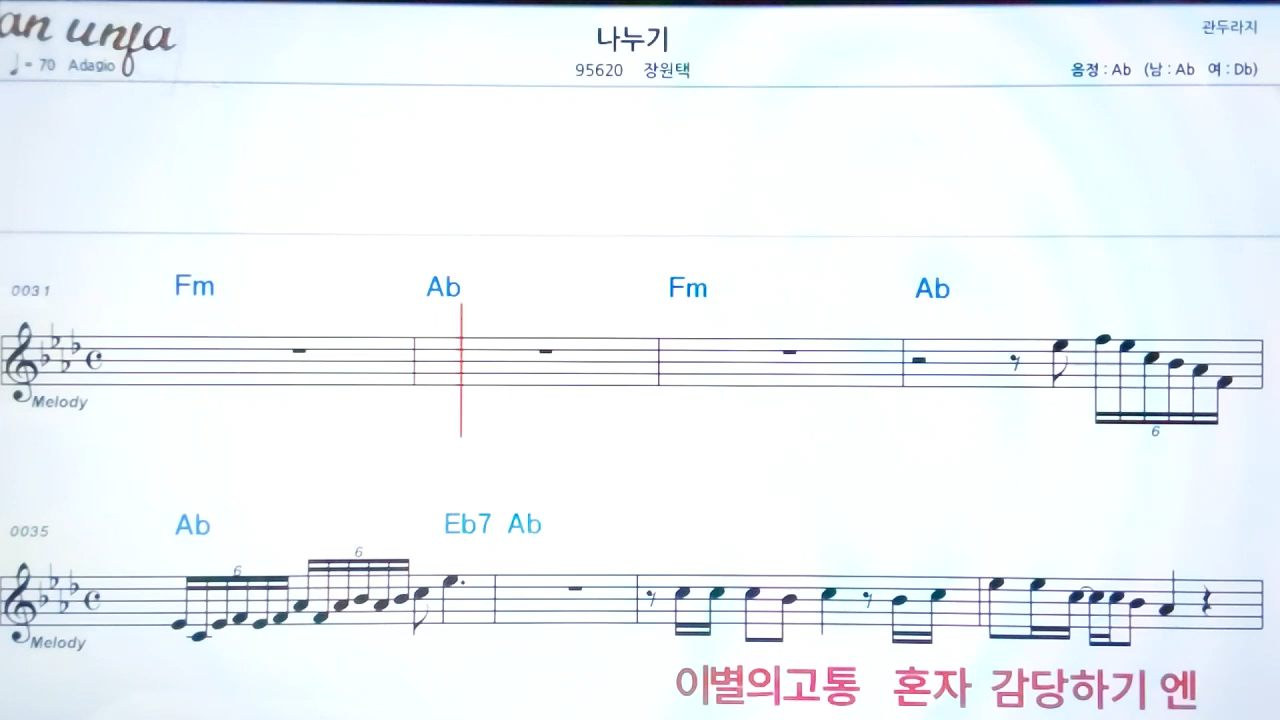 an unfa
나누기
관두라지
♩= 70 Adagio
95620 장원택
음정 : Ab (남 : Ab 여 : Db)
Fm Ab Fm Ab
0031
Melody
6
Ab Eb7 Ab
0035
6 6
Melody
이별의고통 혼자 감당하기 엔